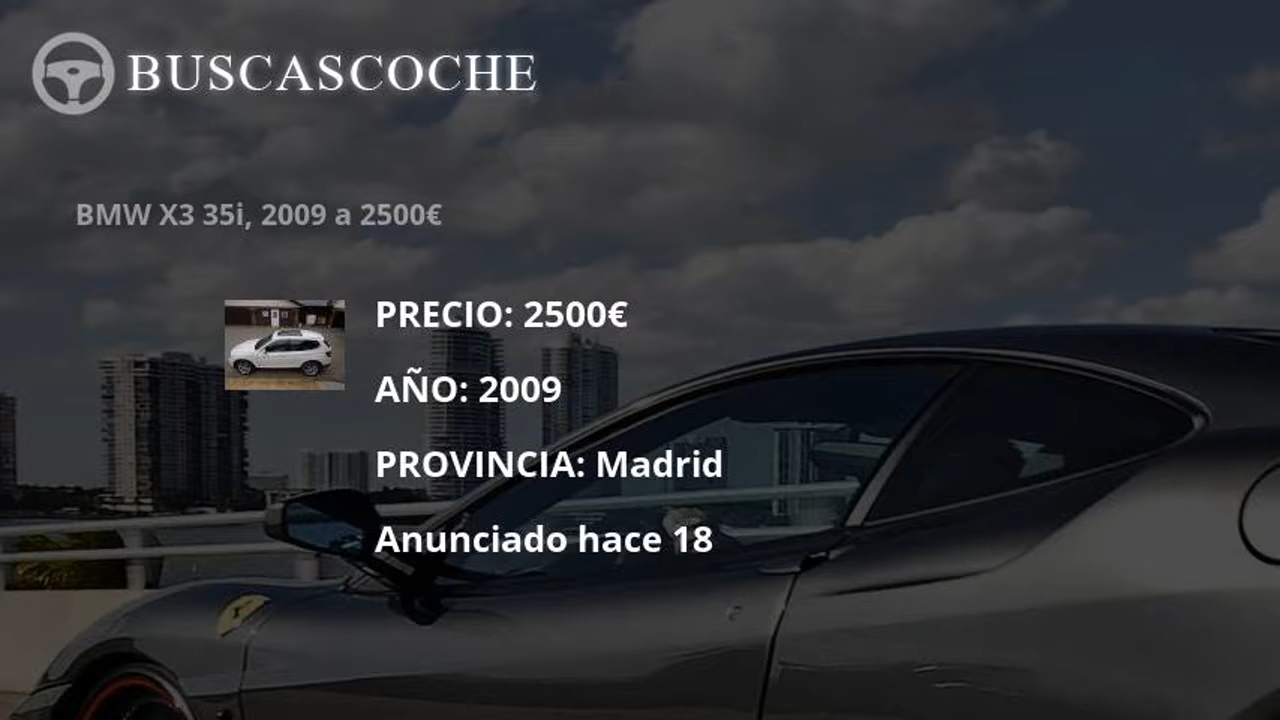 BUSCASCOCHE
BMW X3 35i, 2009 a 2500€
PRECIO: 2500€
AÑO: 2009
PROVINCIA: Madrid
Anunciado hace 18